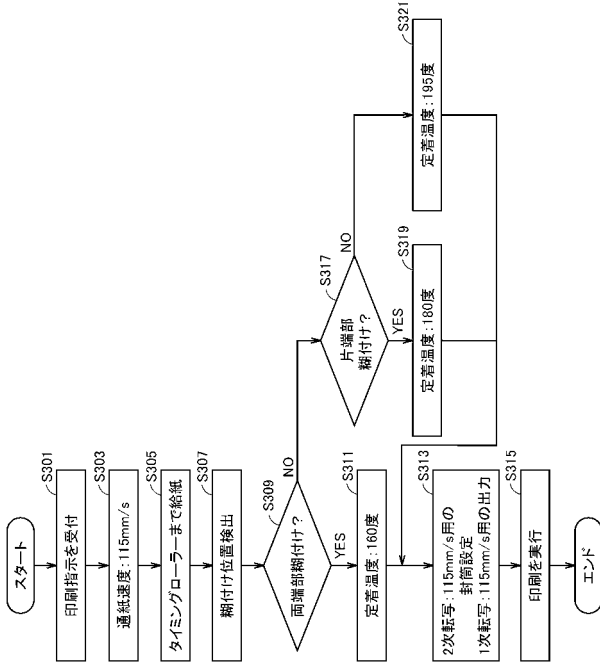 スタート
S301
印刷指示を受付
S303
通紙速度：115mm/s
S305
タイミングローラーまで給紙
S307
糊付け位置検出
S309
両端部糊付け？
NO
YES
S311
定着温度：160度
S317
片端部
糊付け？
NO
YES
S319
定着温度：180度
S321
定着温度：195度
S313
2次転写：115mm/s用の
封筒設定
1次転写：115mm/s用の出力
S315
印刷を実行
エンド